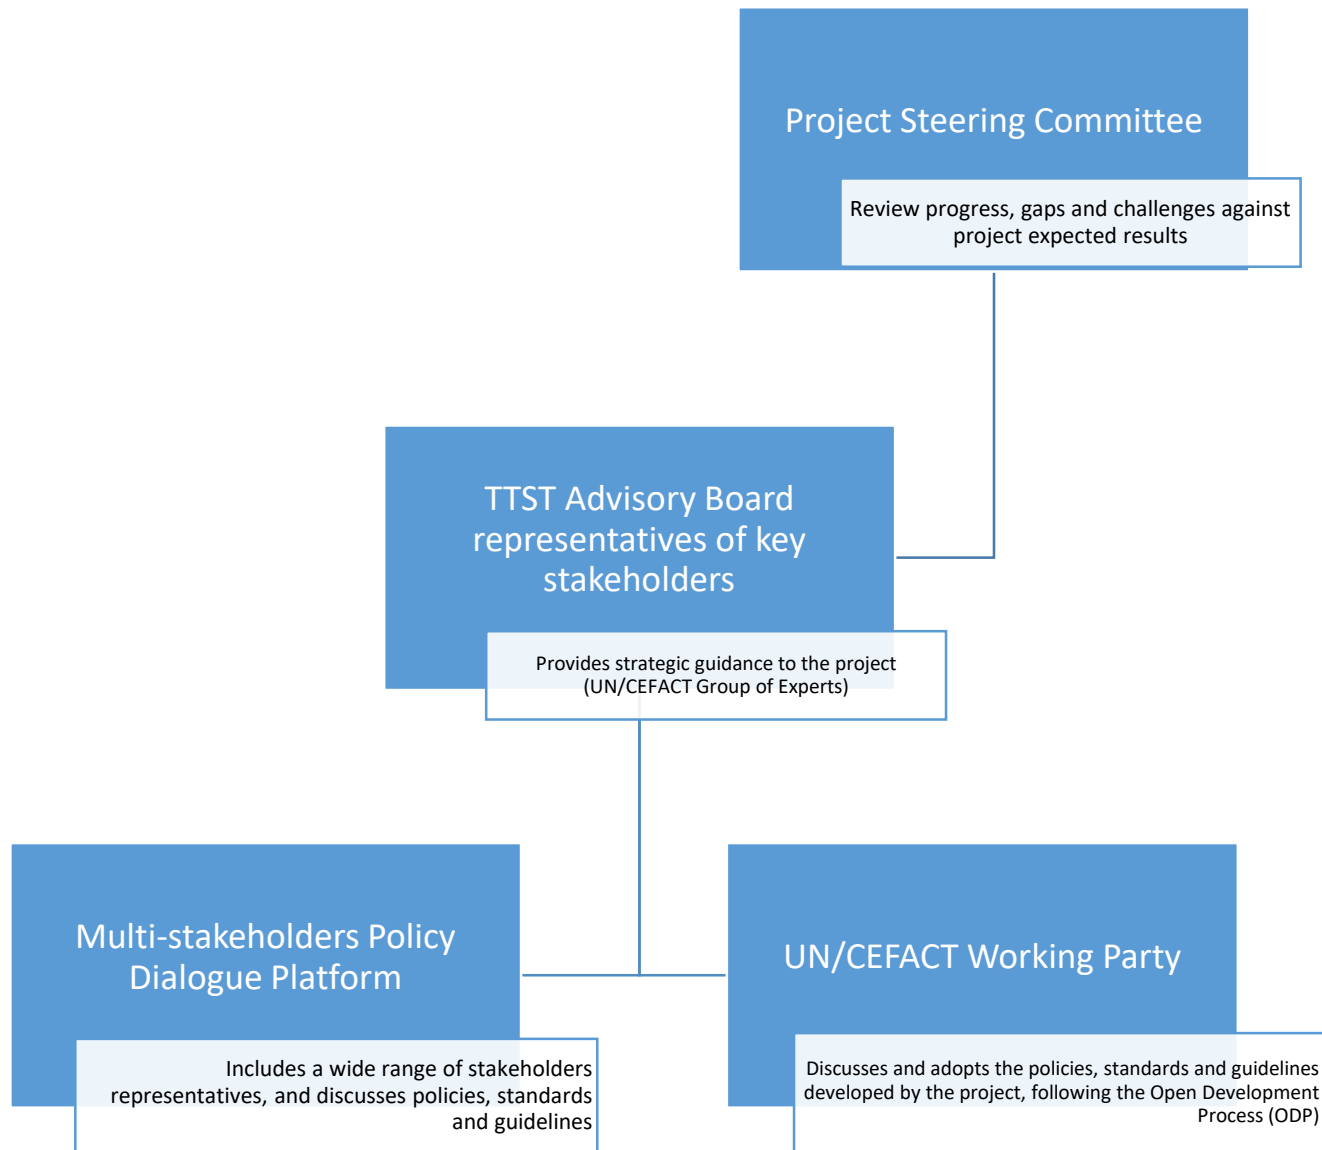 Project Steering Committee
Review progress, gaps and challenges against
project expected results
TTST Advisory Board
representatives of key
stakeholders
Provides strategic guidance to the project
(UN/CEFACT Group of Experts)
Multi-stakeholders Policy
Dialogue Platform
Includes a wide range of stakeholders
representatives, and discusses policies, standards
and guidelines
UN/CEFACT Working Party
Discusses and adopts the policies, standards and guidelines
developed by the project, following the Open Development
Process (ODP)